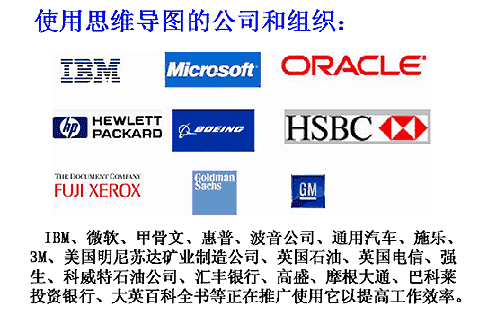 使用思维导图的公司和组织：
IBM Microsoft ORACLE
hp HEWLETT PACKARD BOEING HSBC
THE DOCUMENT COMPANY
FUJI XEROX
Goldman Sachs
GM
IBM、微软、甲骨文、惠普、波音公司、通用汽车、施乐、
3M、美国明尼苏达矿业制造公司、英国石油、英国电信、强
生、科威特石油公司、汇丰银行、高盛、摩根大通、巴科莱
投资银行、大英百科全书等正在推广使用它以提高工作效率。